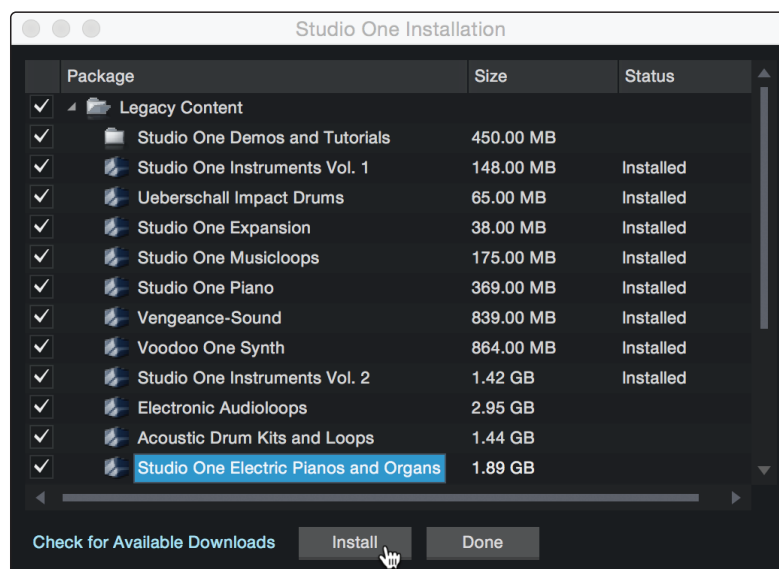 Studio One Installation
Package Size Status
Legacy Content
Studio One Demos and Tutorials 450.00 MB
Studio One Instruments Vol. 1 148.00 MB Installed
Ueberschall Impact Drums 65.00 MB Installed
Studio One Expansion 38.00 MB Installed
Studio One Musicloops 175.00 MB Installed
Studio One Piano 369.00 MB Installed
Vengeance-Sound 839.00 MB Installed
Voodoo One Synth 864.00 MB Installed
Studio One Instruments Vol. 2 1.42 GB Installed
Electronic Audioloops 2.95 GB
Acoustic Drum Kits and Loops 1.44 GB
Studio One Electric Pianos and Organs 1.89 GB
Check for Available Downloads Install Done